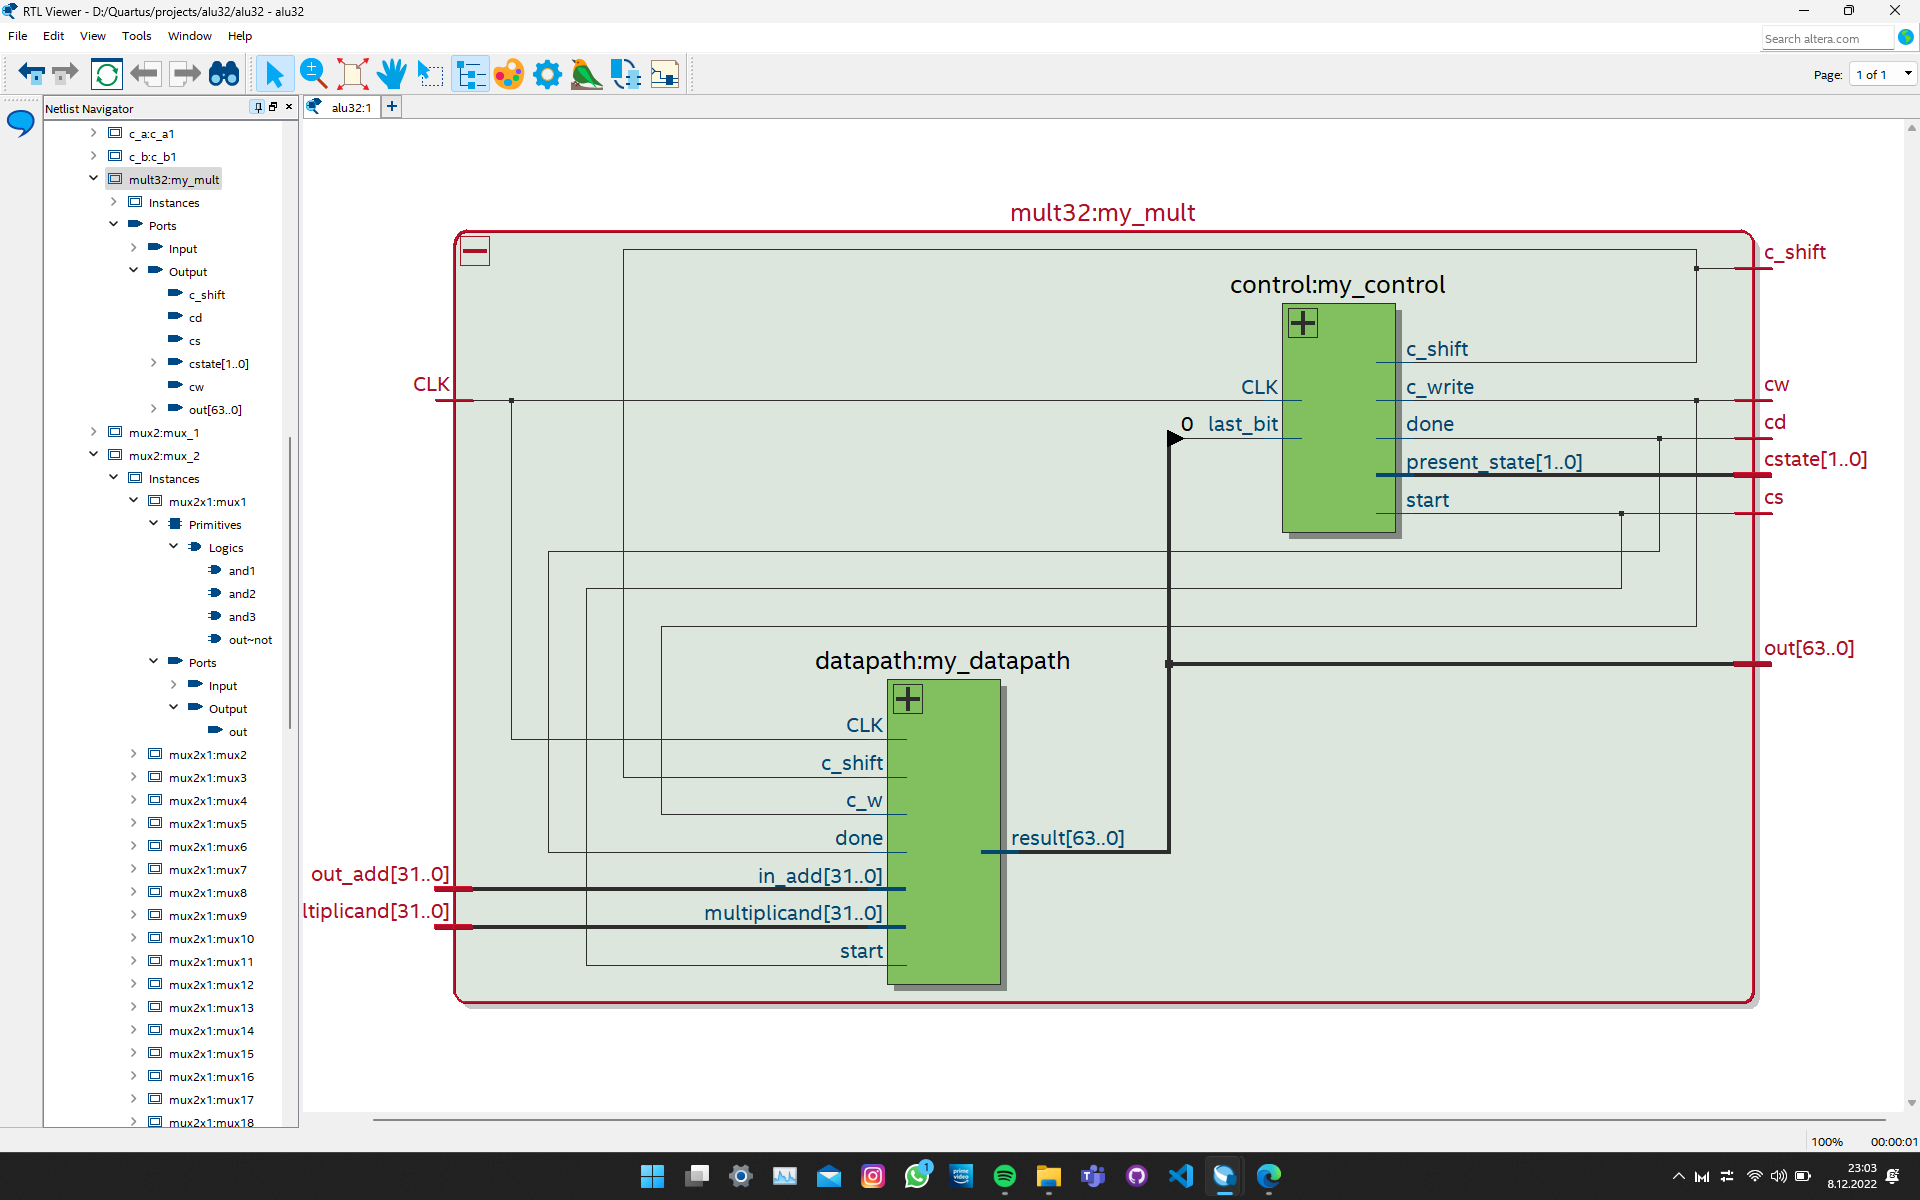 RTL Viewer - D:/Quartus/projects/alu32/alu32 - alu32
File Edit View Tools Window Help
Search altera.com
Page: 1 of 1
Netlist Navigator
alu32:1
c_a:c_a1
c_b:c_b1
mult32:my_mult
Instances
Ports
Input
Output
c_shift
cd
cs
cstate[1..0]
cw
out[63..0]
mux2:mux_1
mux2:mux_2
Instances
mux2x1:mux1
Primitives
Logics
and1
and2
and3
out~not
Ports
Input
Output
out
mux2x1:mux2
mux2x1:mux3
mux2x1:mux4
mux2x1:mux5
mux2x1:mux6
mux2x1:mux7
mux2x1:mux8
mux2x1:mux9
mux2x1:mux10
mux2x1:mux11
mux2x1:mux12
mux2x1:mux13
mux2x1:mux14
mux2x1:mux15
mux2x1:mux16
mux2x1:mux17
mux2x1:mux18
mult32:my_mult
c_shift
control:my_control
c_shift
CLK
CLK
c_write
cw
0
last_bit
done
cd
present_state[1..0]
cstate[1..0]
start
cs
out[63..0]
datapath:my_datapath
CLK
c_shift
c_w
done
result[63..0]
out_add[31..0]
in_add[31..0]
ltiplicand[31..0]
multiplicand[31..0]
start
100%
00:00:01
1
prime video
23:03
8.12.2022